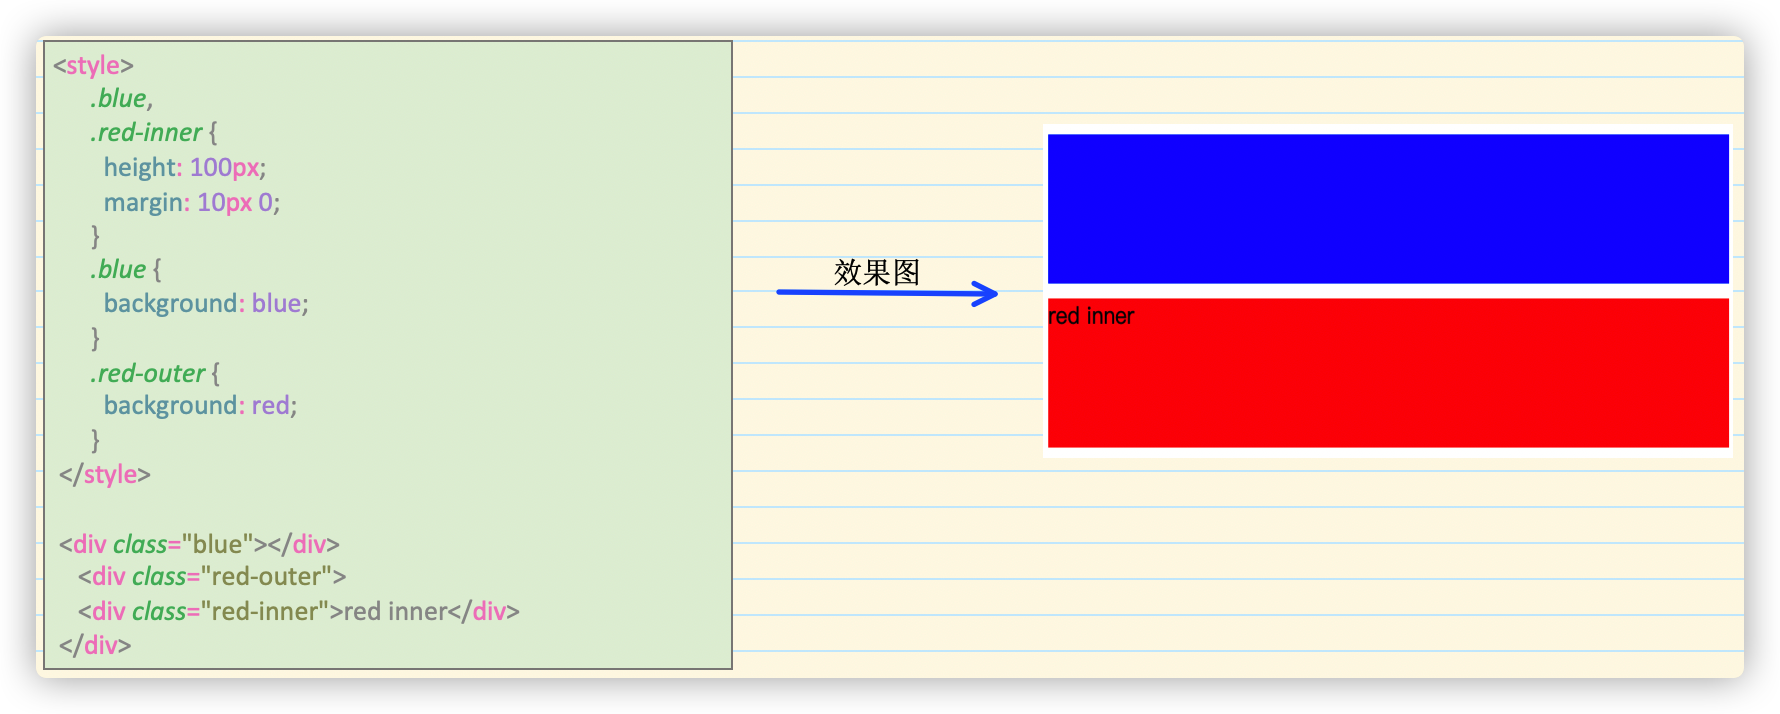 <style>
.blue,
.red-inner {
height: 100px;
margin: 10px 0;
}
.blue {
background: blue;
}
.red-outer {
background: red;
}
</style>
<div class="blue"></div>
<div class="red-outer">
<div class="red-inner">red inner</div>
</div>
效果图
red inner